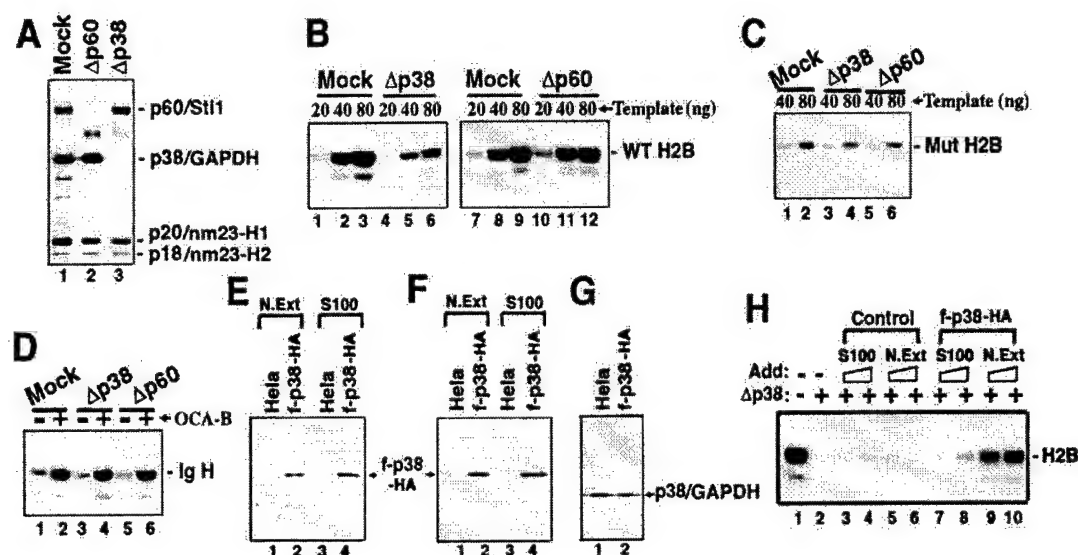 A
Mock
Δp60
Δp38
- p60/Sti1
- p38/GAPDH
- p20/nm23-H1
- p18/nm23-H2
1 2 3
B
Mock Δp38 Mock Δp60
20 40 80 20 40 80 20 40 80 20 40 80 Template (ng)
- WT H2B
1 2 3 4 5 6 7 8 9 10 11 12
C
Mock Δp38 Δp60
40 80 40 80 40 80 Template (ng)
- Mut H2B
1 2 3 4 5 6
D
Mock Δp38 Δp60
- + - + - + OCA-B
- Ig H
1 2 3 4 5 6
E
N.Ext S100
Hela
f-p38-HA
Hela
f-p38-HA
f-p38
-HA
1 2 3 4
F
N.Ext S100
Hela
f-p38-HA
Hela
f-p38-HA
1 2 3 4
G
Hela
f-p38-HA
p38/GAPDH
1 2
H
Control f-p38-HA
S100 N.Ext S100 N.Ext
Add: - -
Δp38: - + + + + + + + + +
- H2B
1 2 3 4 5 6 7 8 9 10